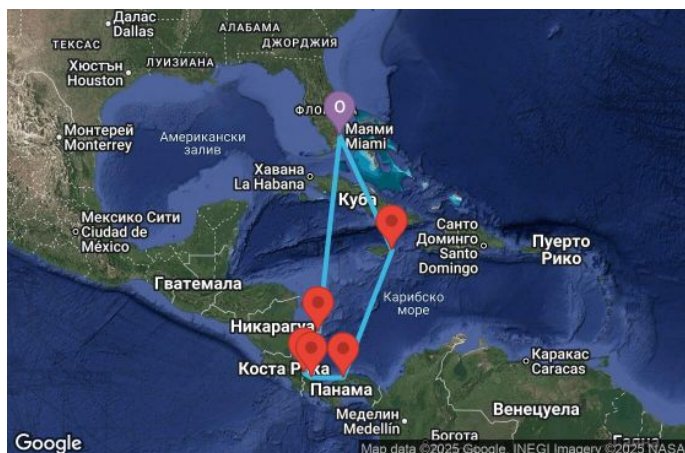 Далас
Dallas
АЛАБАМА
ТЕКСАС
ДЖОРДЖИЯ
ЛУИЗИАНА
Хюстън
Houston
O
Маями
Miami
Монтерей
Monterrey
Американски
залив
Хавана
La Habana
Куба
Мексико Сити
Ciudad de
México
Санто
Доминго
Santo
Domingo
Пуерто
Рико
Гватемала
Карибско
море
Никарагуа
Коста
Панама
Каракас
Caracas
Меделин
Medellín
Венецуела
Богота
Google
Map data ©2025 Google, INEGI Imagery ©2025 NASA